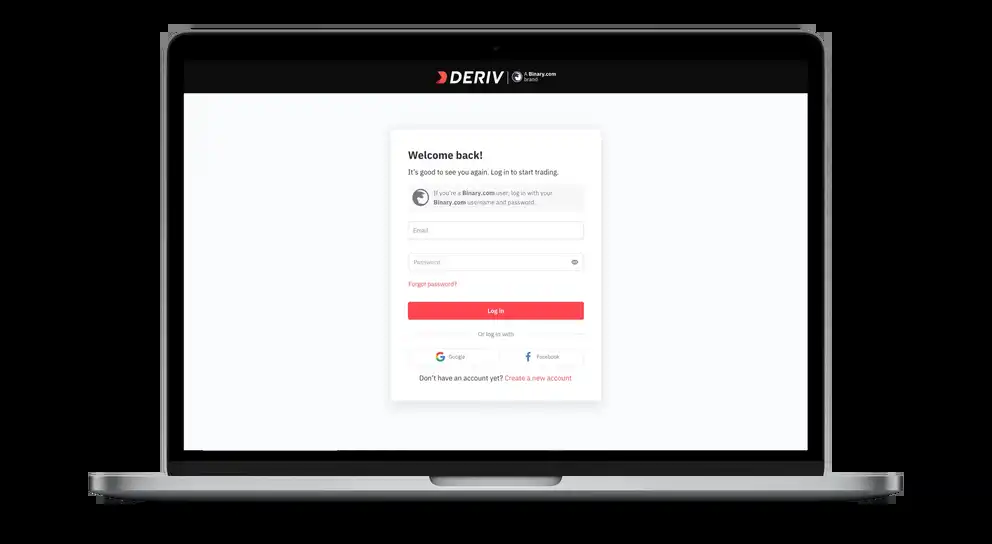 DERIV
A Binary.com
brand
Welcome back!
It's good to see you again. Log in to start trading.
If you're a Binary.com user, log in with your
Binary.com username and password.
Email
Password
Forgot password?
Log in
Or log in with
Google
Facebook
Don't have an account yet? Create a new account